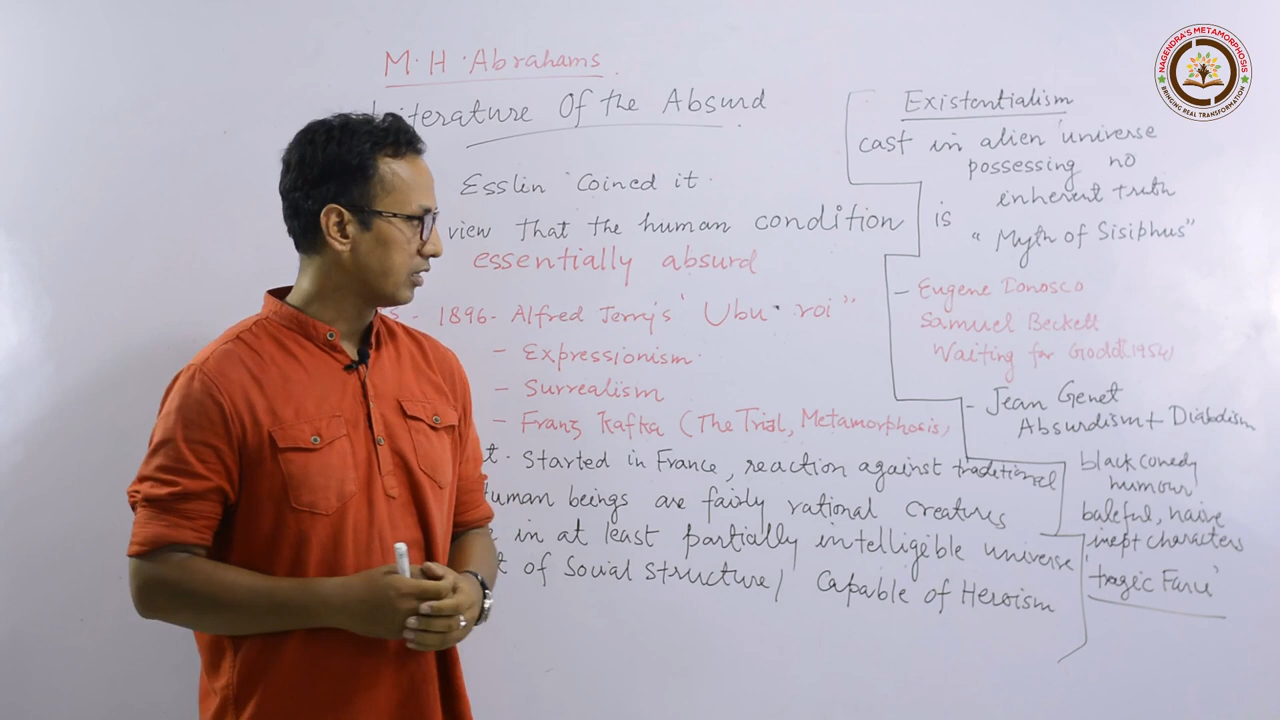 M.H.Abrahams
Literature Of the Absurd
Esslin Coined it.
view that the human condition is
essentially absurd
1896- Alfred Jerry's "Ubu roi"
- Expressionism.
- Surrealism
- Franz Kafka (The Trial, Metamorphosis)
Started in France, reaction against traditional
human beings are fairly rational creatures
in at least partially intelligible universe
of Social structure / Capable of Heroism
Existentialism
cast in alien universe
possessing no
inherent truth
"Myth of Sisiphus"
- Eugene Ionosco
Samuel Beckett
Waiting for Godot (1954)
- Jean Genet
Absurdism + Diabolism
black comedy
humour
baleful, naive
inept characters
'tragic Farce'
NAGENDRA'S METAMORPHOSIS
BRINGING REAL TRANSFORMATION